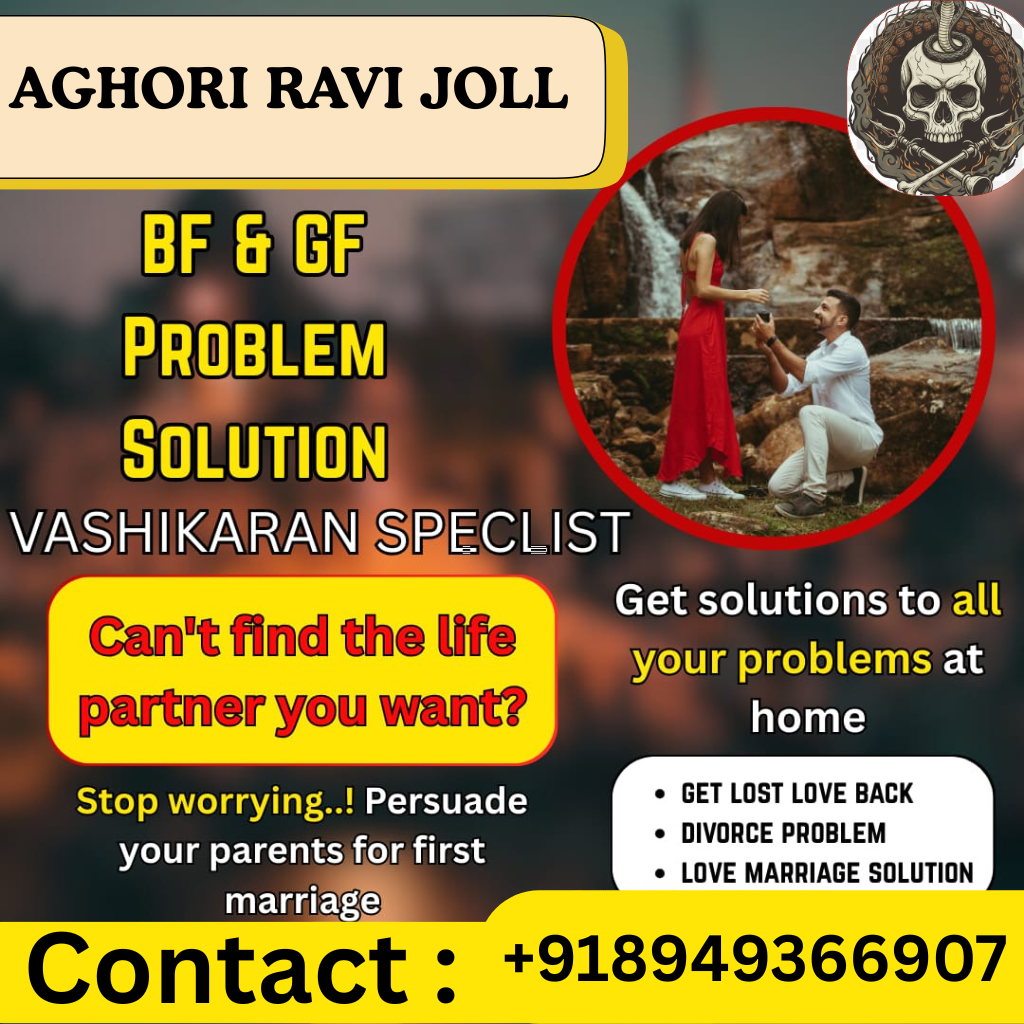 AGHORI RAVI JOLL
BF & GF
PROBLEM
SOLUTION
VASHIKARAN SPECLIST
Can't find the life
partner you want?
Stop worrying..! Persuade
your parents for first
marriage
Get solutions to all
your problems at
home
• GET LOST LOVE BACK
• DIVORCE PROBLEM
• LOVE MARRIAGE SOLUTION
Contact : +918949366907